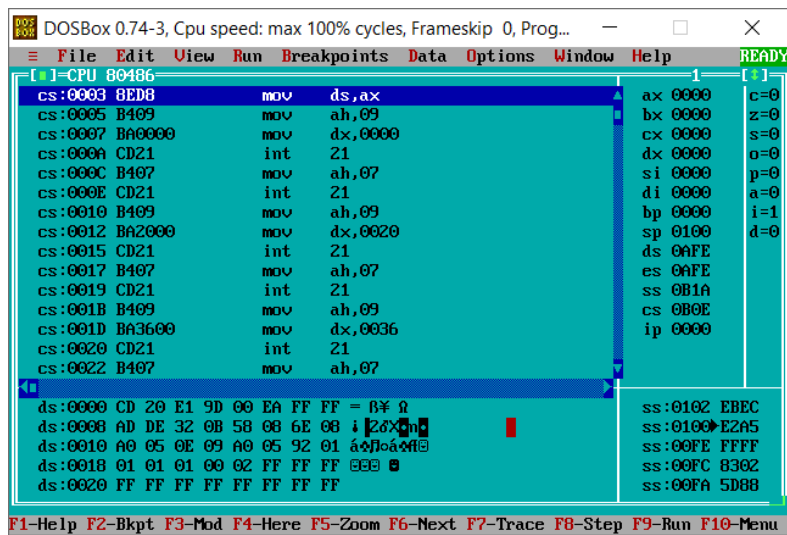 DOSBox 0.74-3, Cpu speed: max 100% cycles, Frameskip 0, Prog...
≡ File Edit View Run Breakpoints Data Options Window Help READY
[■]=CPU 80486 1 [↕]
cs:0003 8ED8 mov ds,ax ax 0000 c=0
cs:0005 B409 mov ah,09 bx 0000 z=0
cs:0007 BA0000 mov dx,0000 cx 0000 s=0
cs:000A CD21 int 21 dx 0000 o=0
cs:000C B407 mov ah,07 si 0000 p=0
cs:000E CD21 int 21 di 0000 a=0
cs:0010 B409 mov ah,09 bp 0000 i=1
cs:0012 BA2000 mov dx,0020 sp 0100 d=0
cs:0015 CD21 int 21 ds 0AFE
cs:0017 B407 mov ah,07 es 0AFE
cs:0019 CD21 int 21 ss 0B1A
cs:001B B409 mov ah,09 cs 0B0E
cs:001D BA3600 mov dx,0036 ip 0000
cs:0020 CD21 int 21
cs:0022 B407 mov ah,07
ds:0000 CD 20 E1 9D 00 EA FF FF = ß¥ Ω ss:0102 EBEC
ds:0008 AD DE 32 0B 58 08 6E 08 ss:0100▶E2A5
ds:0010 A0 05 0E 09 A0 05 92 01 ss:00FE FFFF
ds:0018 01 01 01 00 02 FF FF FF ☺☺☺ ☻ ss:00FC 8302
ds:0020 FF FF FF FF FF FF FF FF ss:00FA 5D88
F1-Help F2-Bkpt F3-Mod F4-Here F5-Zoom F6-Next F7-Trace F8-Step F9-Run F10-Menu